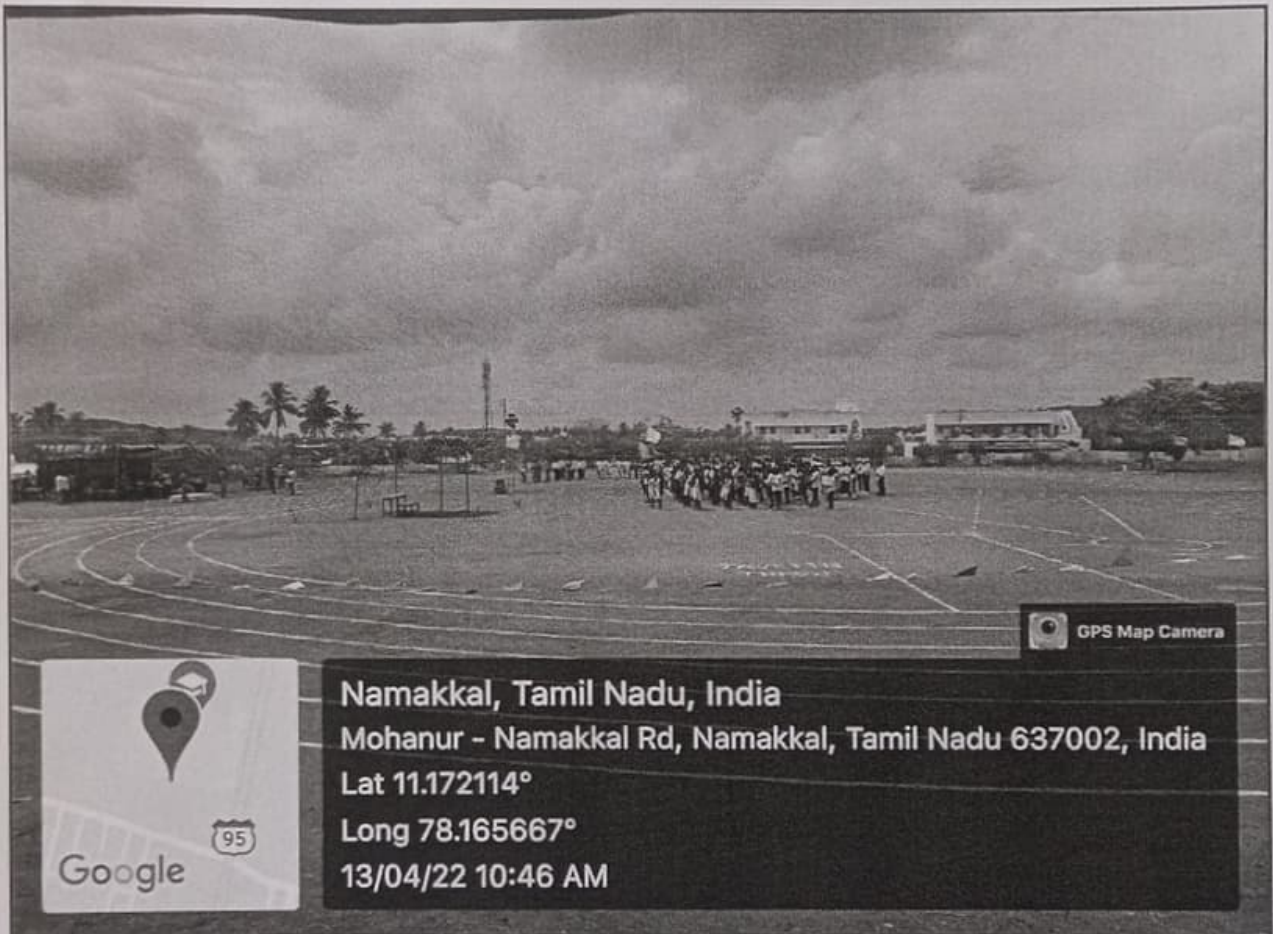 GPS Map Camera
Namakkal, Tamil Nadu, India
Mohanur - Namakkal Rd, Namakkal, Tamil Nadu 637002, India
Lat 11.172114°
Long 78.165667°
13/04/22 10:46 AM
95
Google